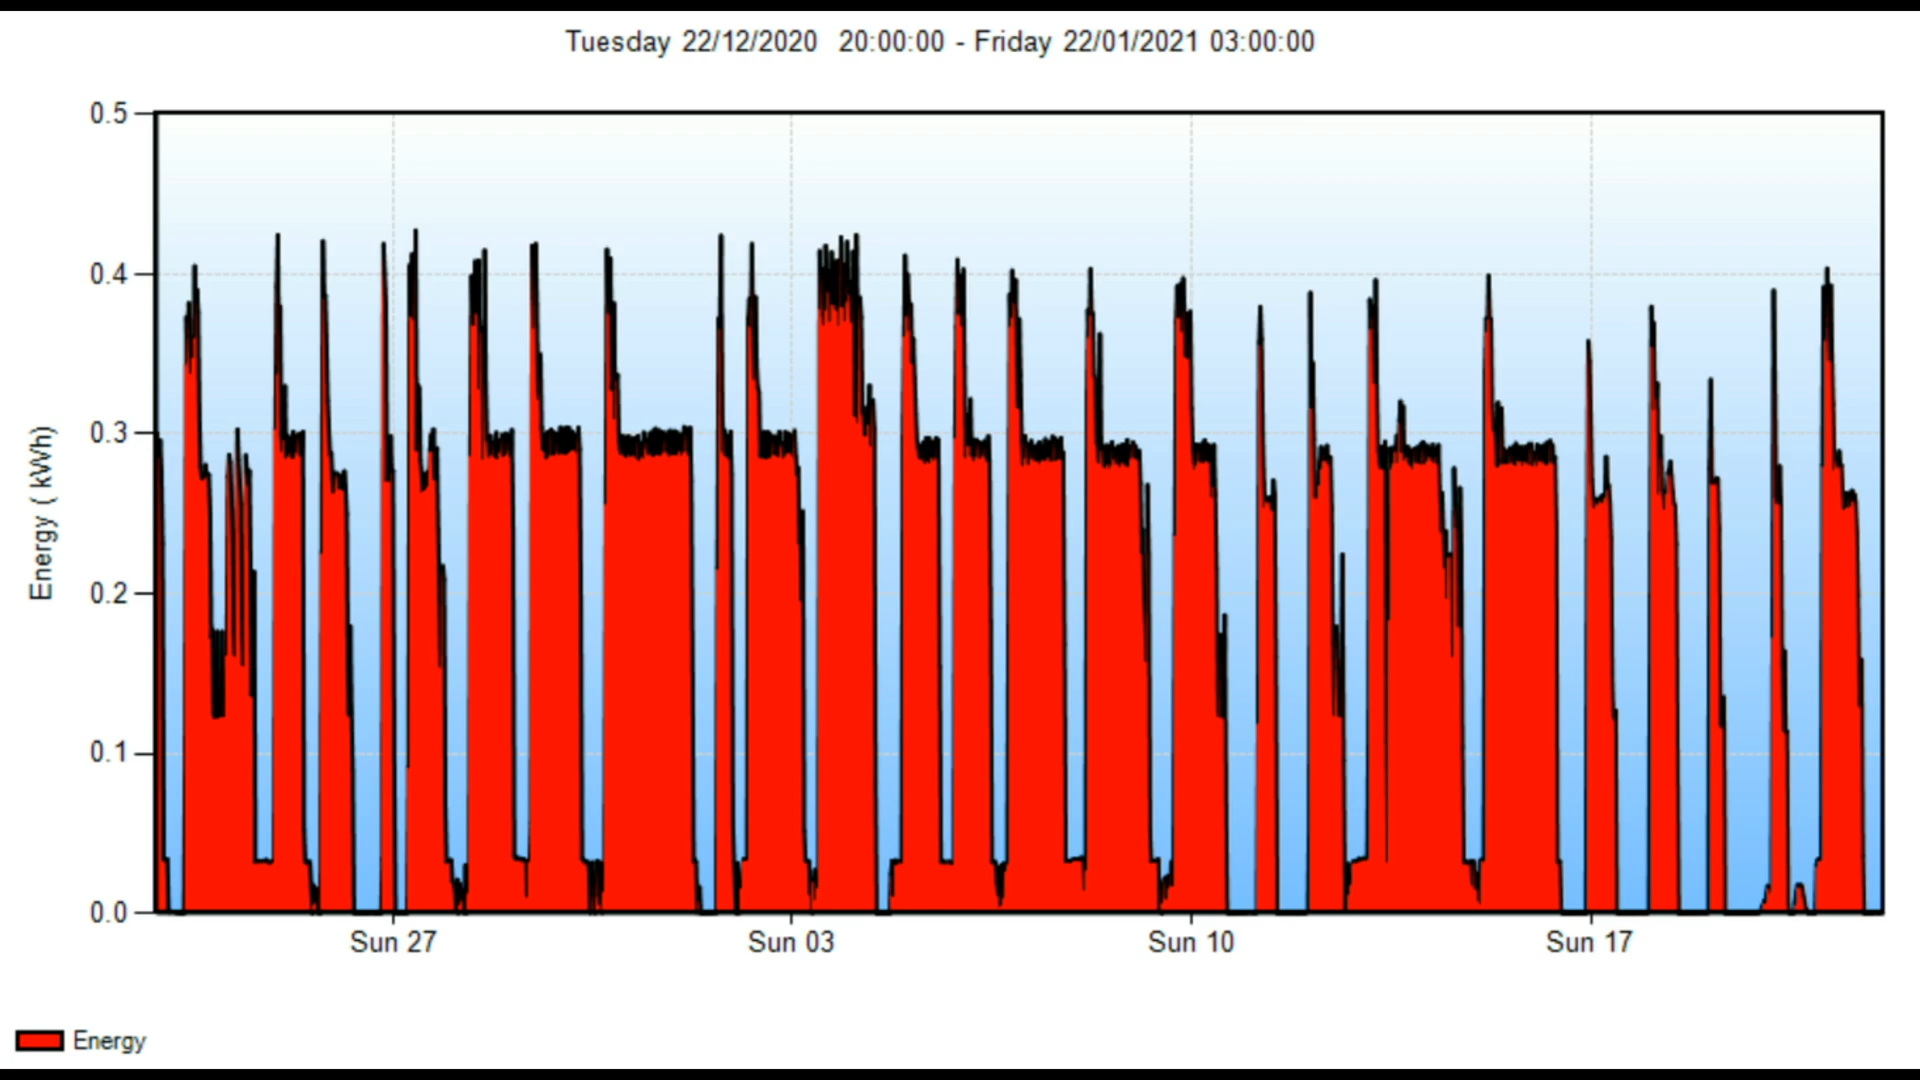 Tuesday 22/12/2020  20:00:00 - Friday 22/01/2021 03:00:00
0.5
0.4
0.3
0.2
0.1
0.0
Energy ( kWh)
Sun 27
Sun 03
Sun 10
Sun 17
Energy